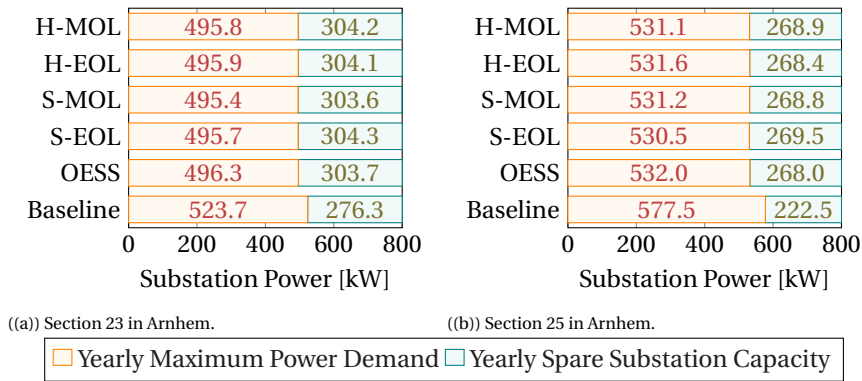 H-MOL 495.8 304.2
H-EOL 495.9 304.1
S-MOL 495.4 303.6
S-EOL 495.7 304.3
OESS 496.3 303.7
Baseline 523.7 276.3
0 200 400 600 800
Substation Power [kW]
((a)) Section 23 in Arnhem.
H-MOL 531.1 268.9
H-EOL 531.6 268.4
S-MOL 531.2 268.8
S-EOL 530.5 269.5
OESS 532.0 268.0
Baseline 577.5 222.5
0 200 400 600 800
Substation Power [kW]
((b)) Section 25 in Arnhem.
Yearly Maximum Power Demand Yearly Spare Substation Capacity